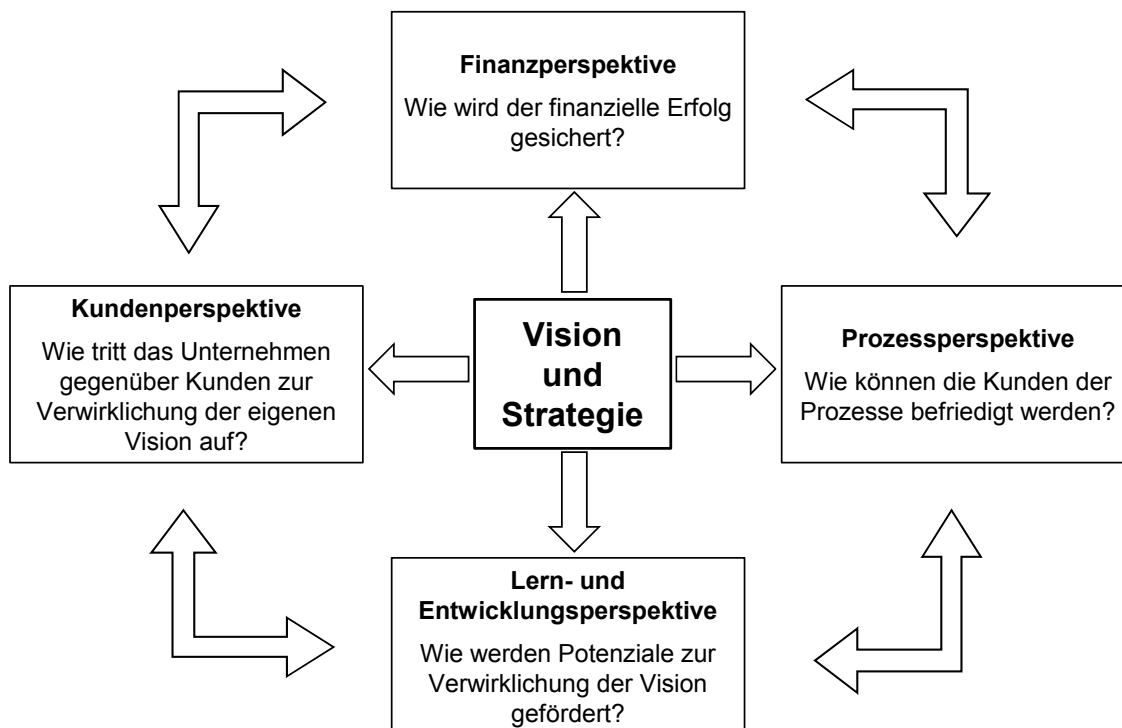 Finanzperspektive
Wie wird der finanzielle Erfolg
gesichert?
Kundenperspektive
Wie tritt das Unternehmen
gegenüber Kunden zur
Verwirklichung der eigenen
Vision auf?
Vision
und
Strategie
Prozessperspektive
Wie können die Kunden der
Prozesse befriedigt werden?
Lern- und
Entwicklungsperspektive
Wie werden Potenziale zur
Verwirklichung der Vision
gefördert?